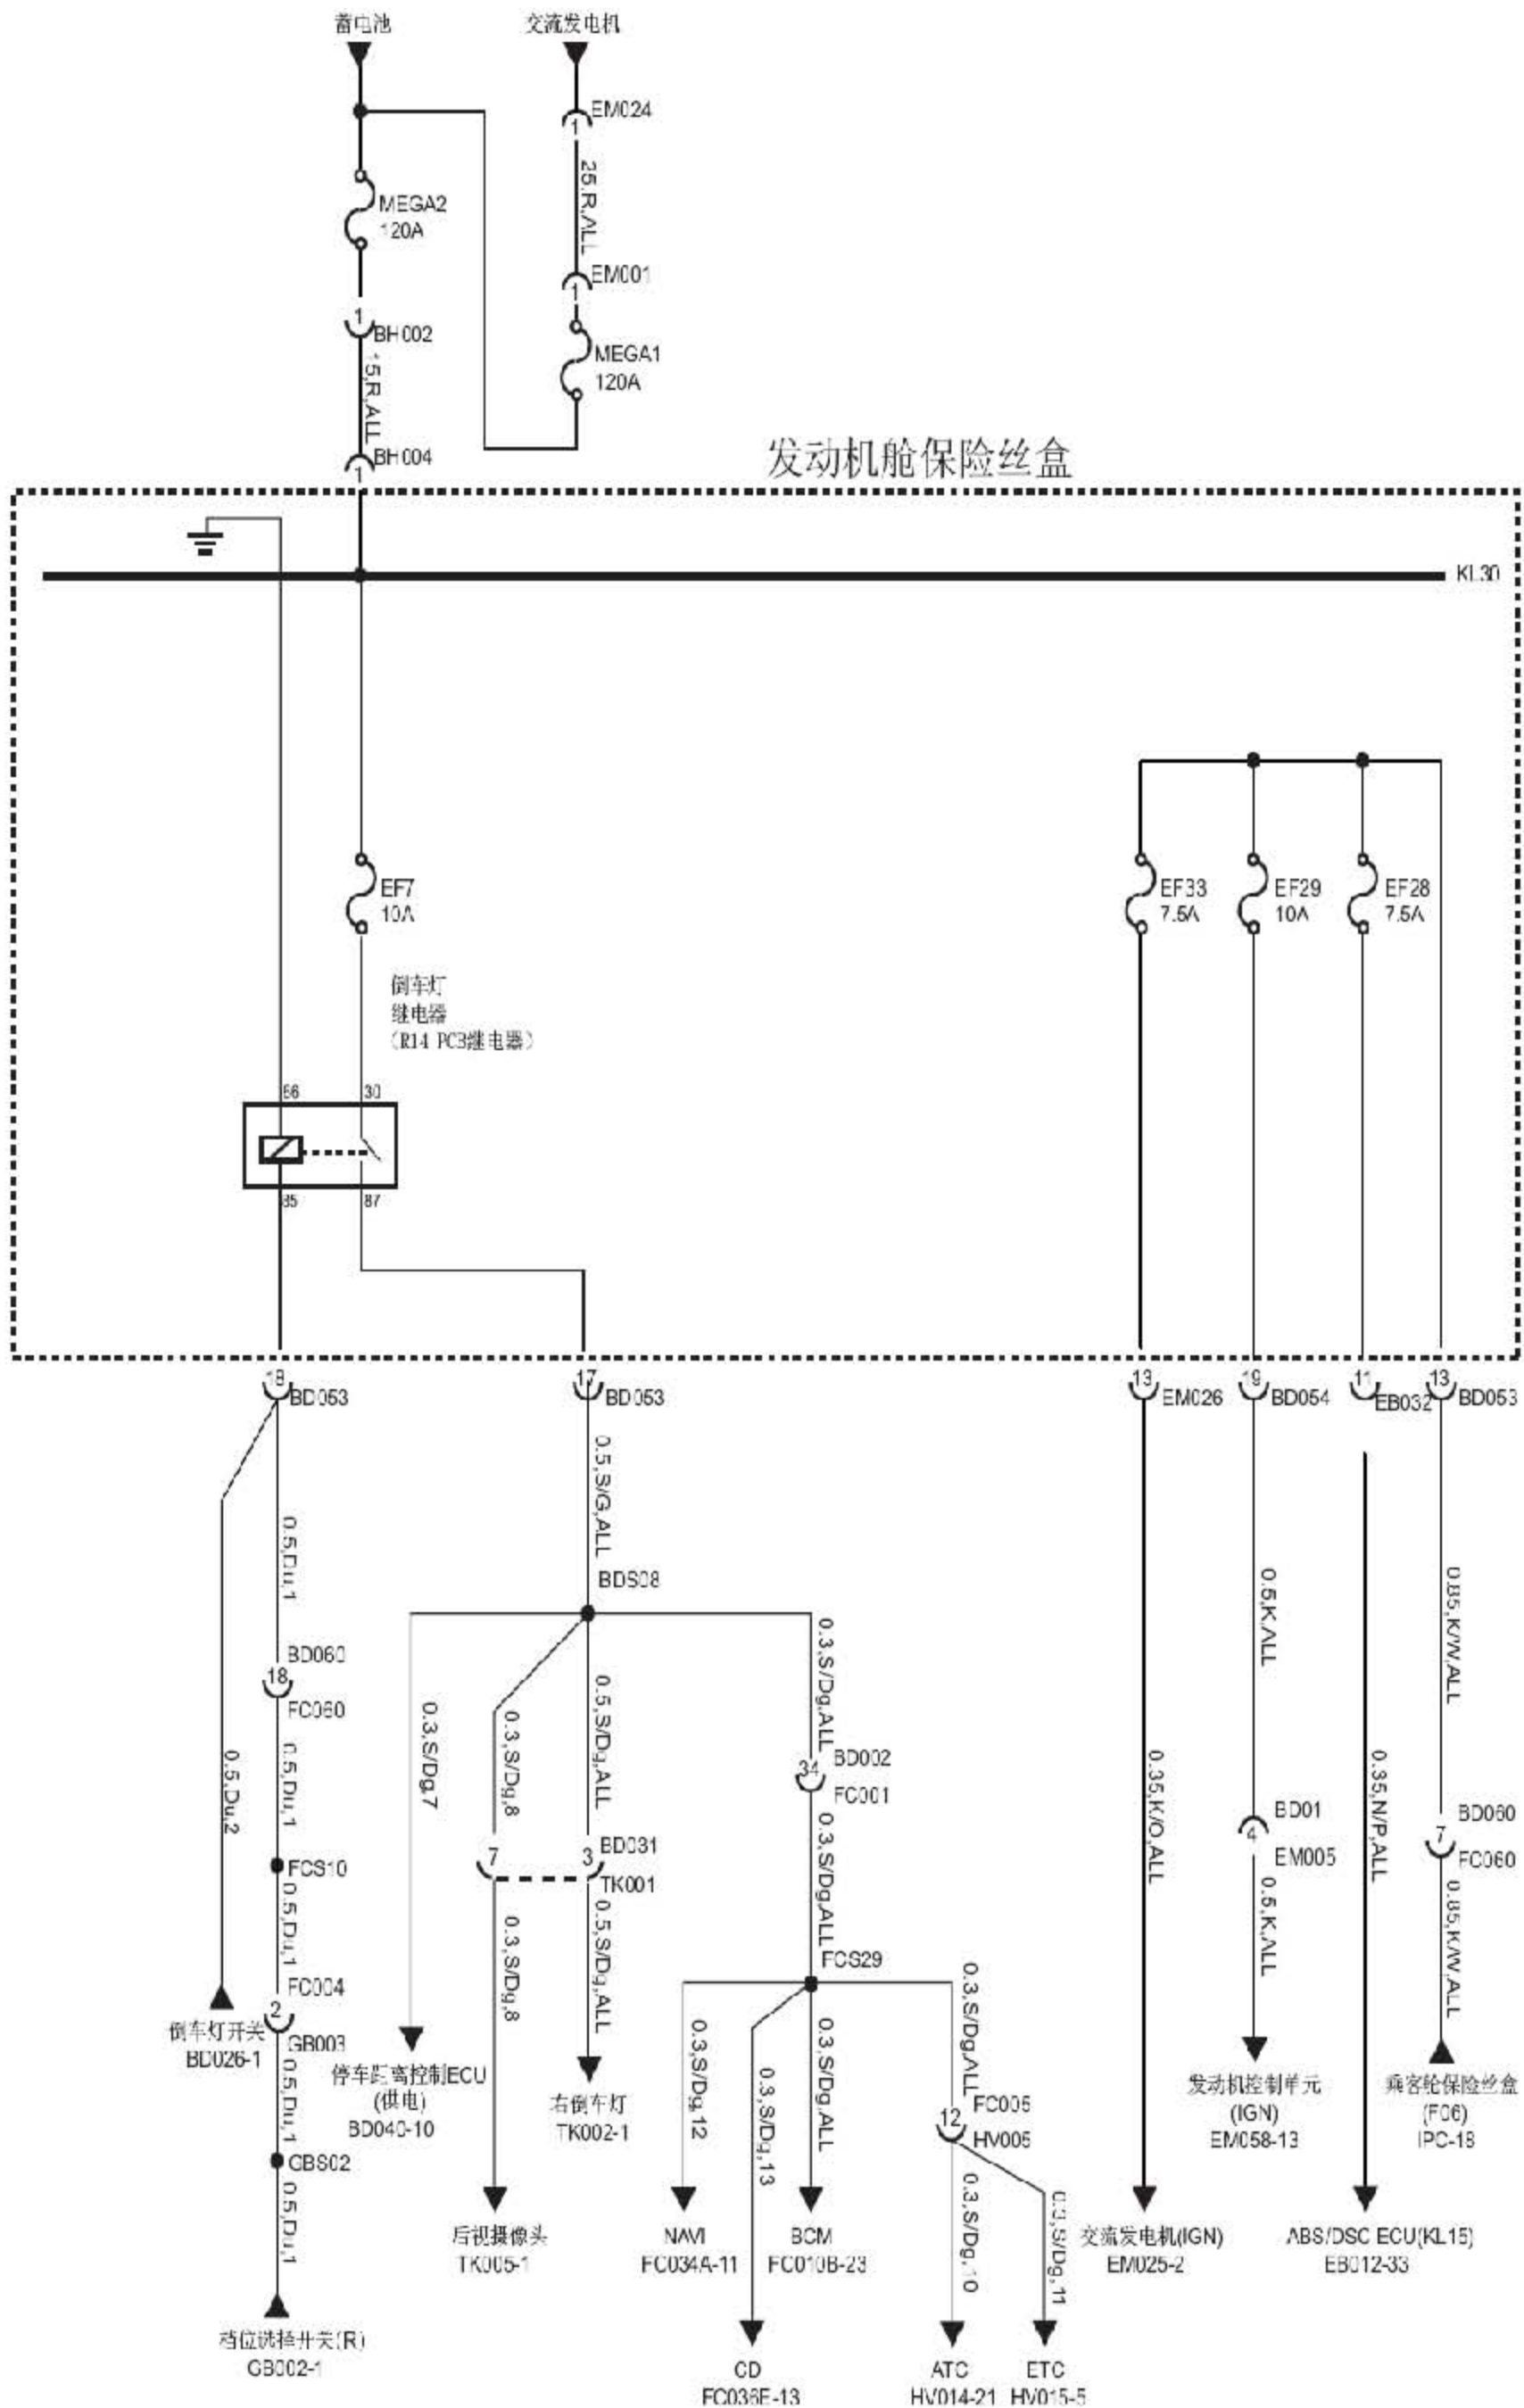 蓄电池
交流发电机
EM024
1
25.R,ALL
MEGA2
120A
EM001
1
1
BH002
MEGA1
120A
15,R,ALL
BH004
1
发动机舱保险丝盒
KL30
EF7
10A
EF33
7.5A
EF29
10A
EF28
7.5A
倒车灯
继电器
(R14 PCB继电器)
86
30
85
87
18
BD053
17
BD053
13
EM026
19
BD054
11
EB032
13
BD053
0.5,S/G,ALL
0.5,Du,1
BDS08
0.5,K,ALL
0.85,K/W,ALL
0.3,S/Dg,ALL
BD060
18
FC060
0.3,S/Dg,7
0.3,S/Dg,8
0.5,S/Dg,ALL
0.5,Du,2
0.5,Du,1
34
BD002
FC001
0.35,K/O,ALL
0.35,N/P,ALL
BD01
4
EM005
BD060
7
FC060
7
3
BD031
TK001
0.3,S/Dg,ALL
FCS10
0.5,Du,1
0.3,S/Dg,8
0.5,S/Dg,ALL
0.5,K,ALL
0.85,K/W,ALL
FCS29
FC004
2
GB003
倒车灯开关
BD026-1
0.5,Du,1
停车距离控制ECU
(供电)
BD040-10
右倒车灯
TK002-1
0.3,S/Dg,12
0.3,S/Dg,13
0.3,S/Dg,ALL
0.3,S/Dg,ALL
FC005
12
HV005
发动机控制单元
(IGN)
EM058-13
乘客舱保险丝盒
(F06)
IPC-18
GBS02
0.5,Du,1
0.3,S/Dg,10
0.3,S/Dg,11
后视摄像头
TK005-1
NAVI
FC034A-11
BCM
FC010B-23
交流发电机(IGN)
EM025-2
ABS/DSC ECU(KL15)
EB012-33
档位选择开关(R)
GB002-1
CD
FC036E-13
ATC
HV014-21
ETC
HV015-5